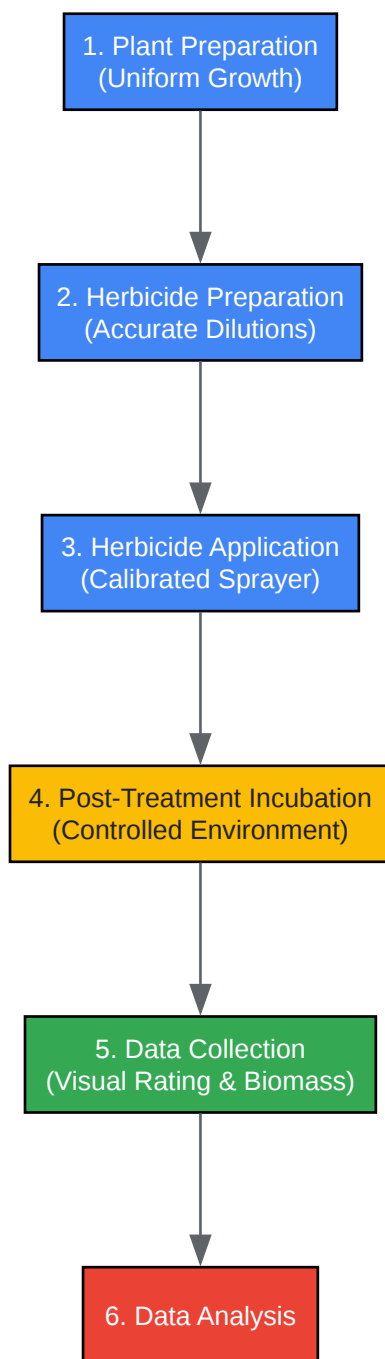 1. Plant Preparation
(Uniform Growth)
2. Herbicide Preparation
(Accurate Dilutions)
3. Herbicide Application
(Calibrated Sprayer)
4. Post-Treatment Incubation
(Controlled Environment)
5. Data Collection
(Visual Rating & Biomass)
6. Data Analysis